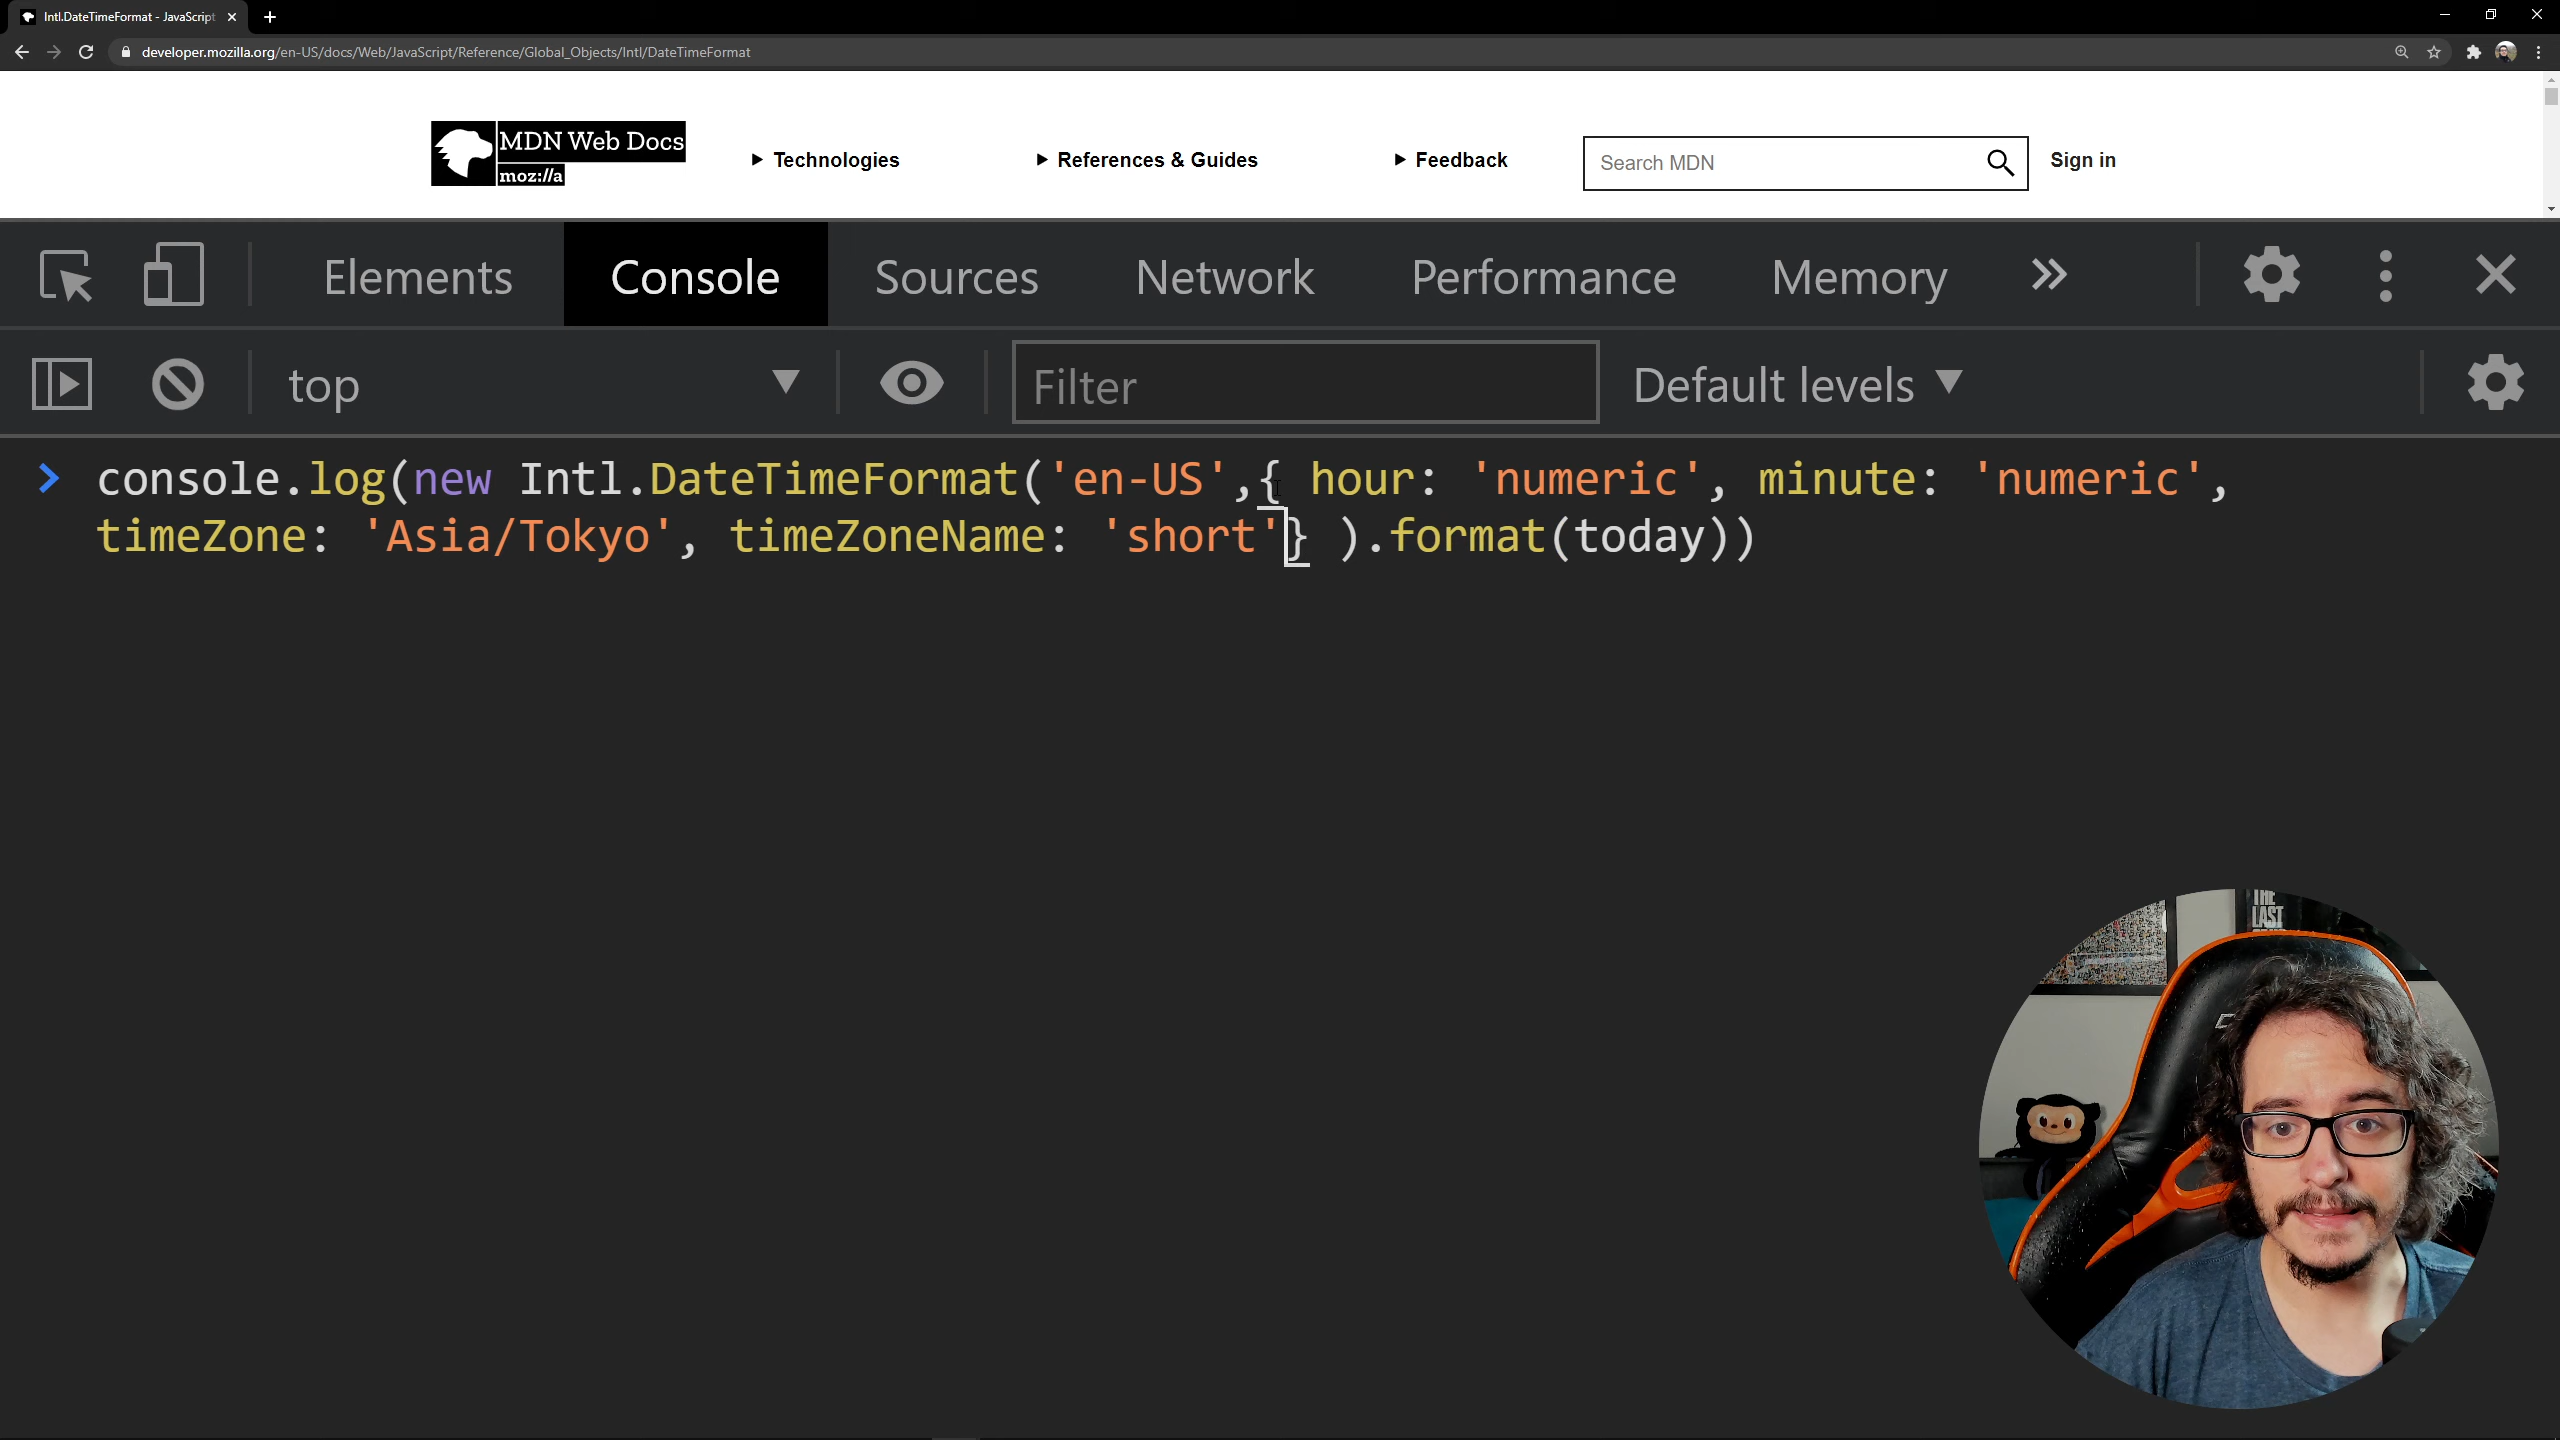 Intl.DateTimeFormat - JavaScript
developer.mozilla.org/en-US/docs/Web/JavaScript/Reference/Global_Objects/Intl/DateTimeFormat
MDN Web Docs
moz://a
Technologies
References & Guides
Feedback
Search MDN
Sign in
Elements
Console
Sources
Network
Performance
Memory
top
Filter
Default levels
console.log(new Intl.DateTimeFormat('en-US',{ hour: 'numeric', minute: 'numeric',
timeZone: 'Asia/Tokyo', timeZoneName: 'short'} ).format(today))
THE
LAST